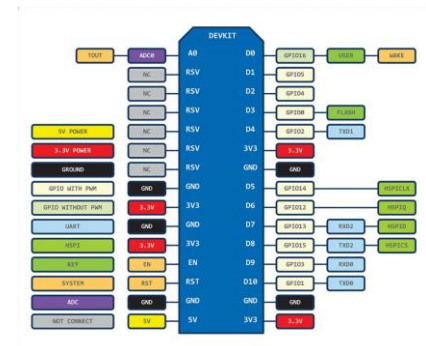 DEVKIT
TOUT ADC0 A0 D0 GPIO16 USER WAKE
NC RSV D1 GPIO5
NC RSV D2 GPIO4
NC RSV D3 GPIO0 FLASH
5V POWER NC RSV D4 GPIO2 TXD1
3.3V POWER NC RSV 3V3 3.3V
GROUND NC RSV GND GND
GPIO WITH PWM GND GND D5 GPIO14 HSPICLK
GPIO WITHOUT PWM 3.3V 3V3 D6 GPIO12 HSPIQ
UART GND GND D7 GPIO13 RXD2 HSPID
HSPI 3.3V 3V3 D8 GPIO15 TXD2 HSPICS
KEY EN EN D9 GPIO3 RXD0
SYSTEM RST RST D10 GPIO1 TXD0
ADC GND GND GND GND
NOT CONNECT 5V 5V 3V3 3.3V